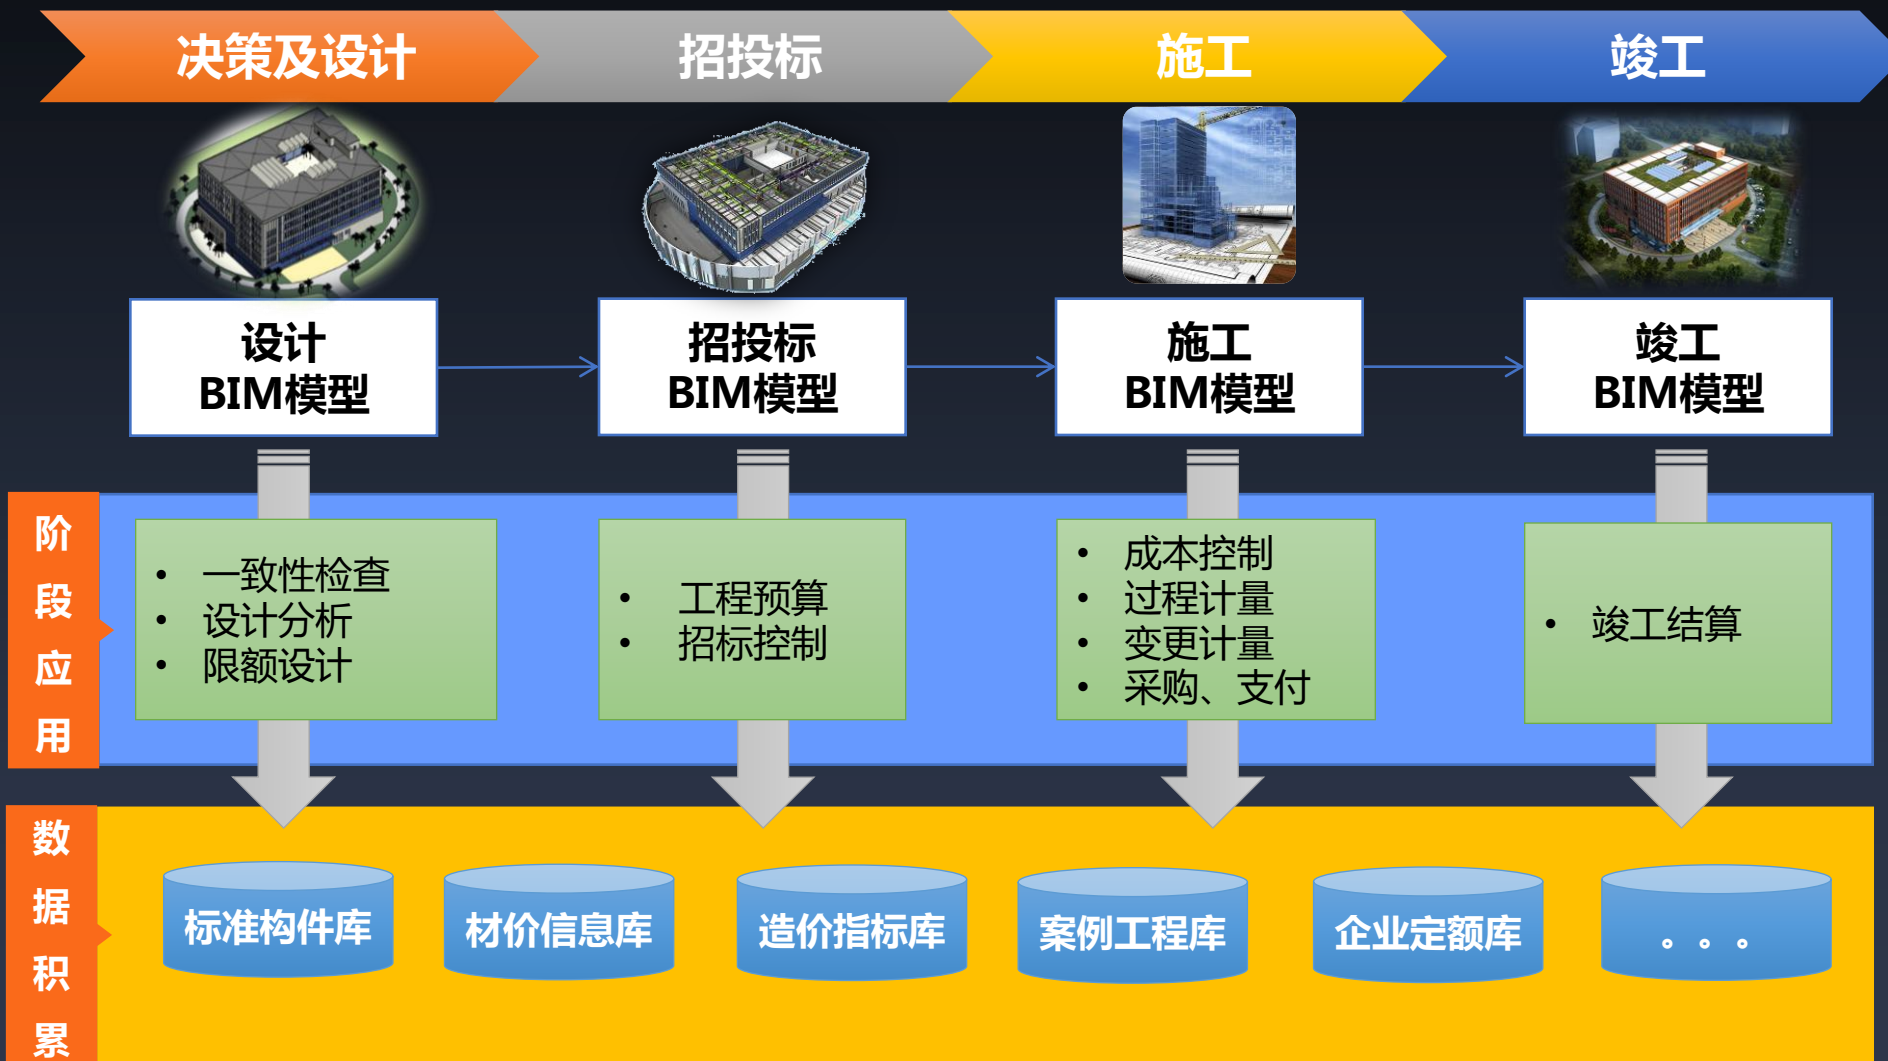 决策及设计
招投标
施工
竣工
设计
BIM模型
招投标
BIM模型
施工
BIM模型
竣工
BIM模型
阶段应用
• 一致性检查
• 设计分析
• 限额设计
• 工程预算
• 招标控制
• 成本控制
• 过程计量
• 变更计量
• 采购、支付
• 竣工结算
数据积累
标准构件库
材价信息库
造价指标库
案例工程库
企业定额库
。。。